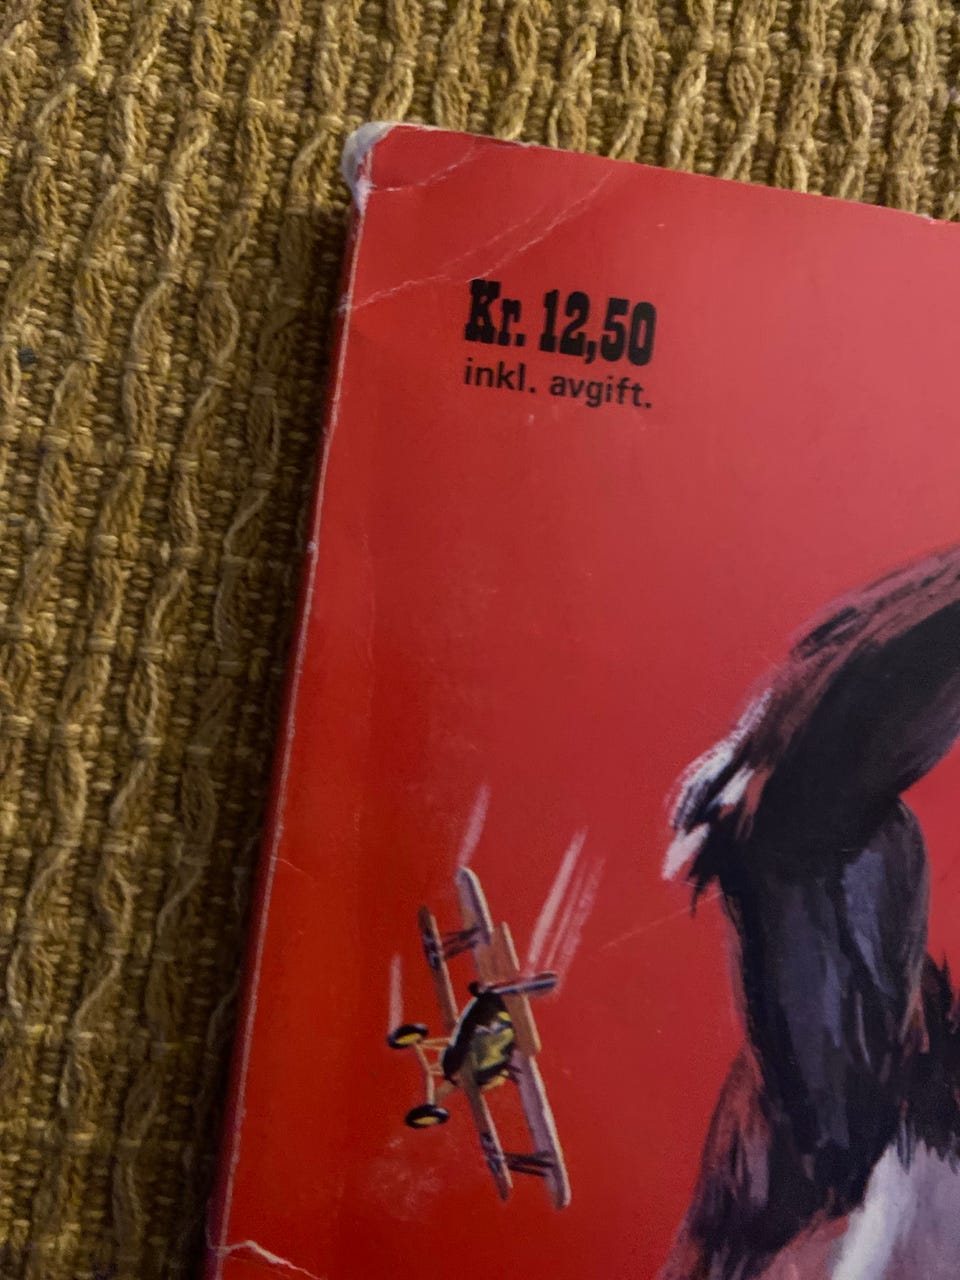 Kr. 12,50
inkl. avgift.